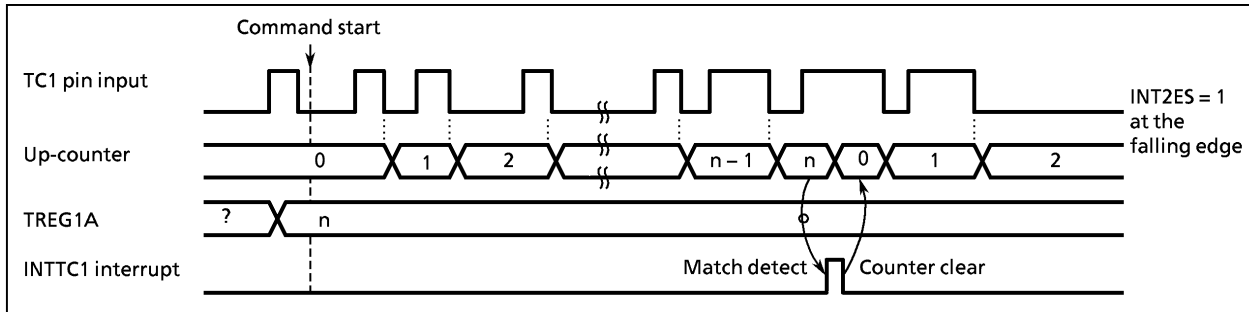 Command start
TC1 pin input
INT2ES = 1
at the
falling edge
Up-counter 0 1 2 n – 1 n 0 1 2
TREG1A ? n
INTTC1 interrupt Match detect Counter clear